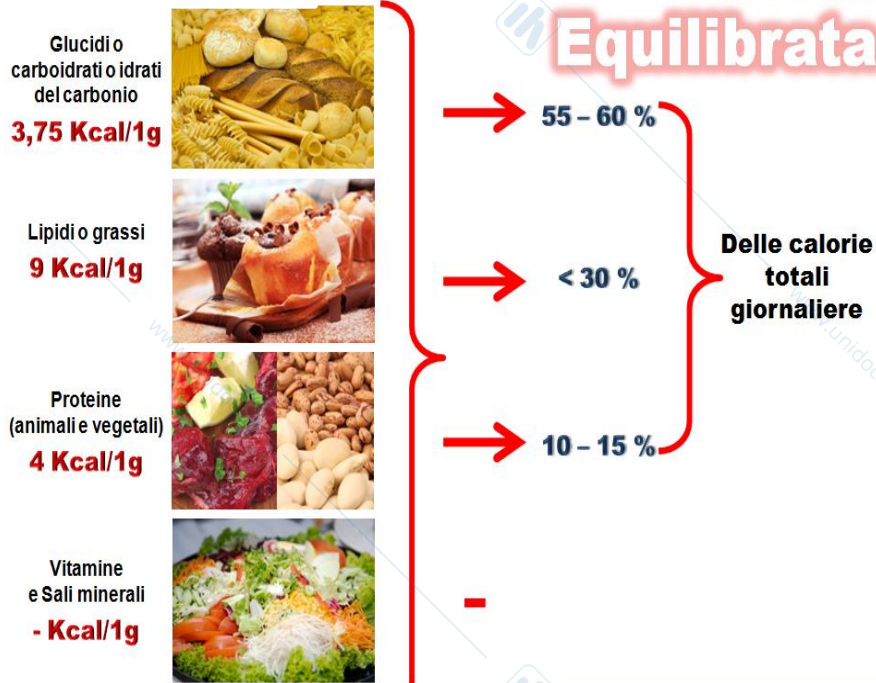 Equilibrata
Glucidi o
carboidrati o idrati
del carbonio
3,75 Kcal/1g
55 – 60 %
Lipidi o grassi
9 Kcal/1g
< 30 %
Delle calorie
totali
giornaliere
Proteine
(animali e vegetali)
4 Kcal/1g
10 – 15 %
Vitamine
e Sali minerali
- Kcal/1g
-